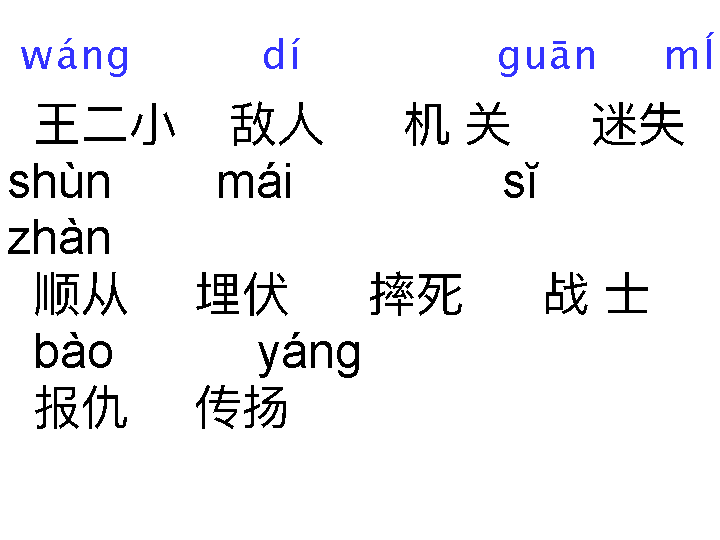 wáng dí guān mÍ
王二小 敌人 机 关 迷失
shùn mái sĭ
zhàn
顺从 埋伏 摔死 战 士
bào yáng
报仇 传扬